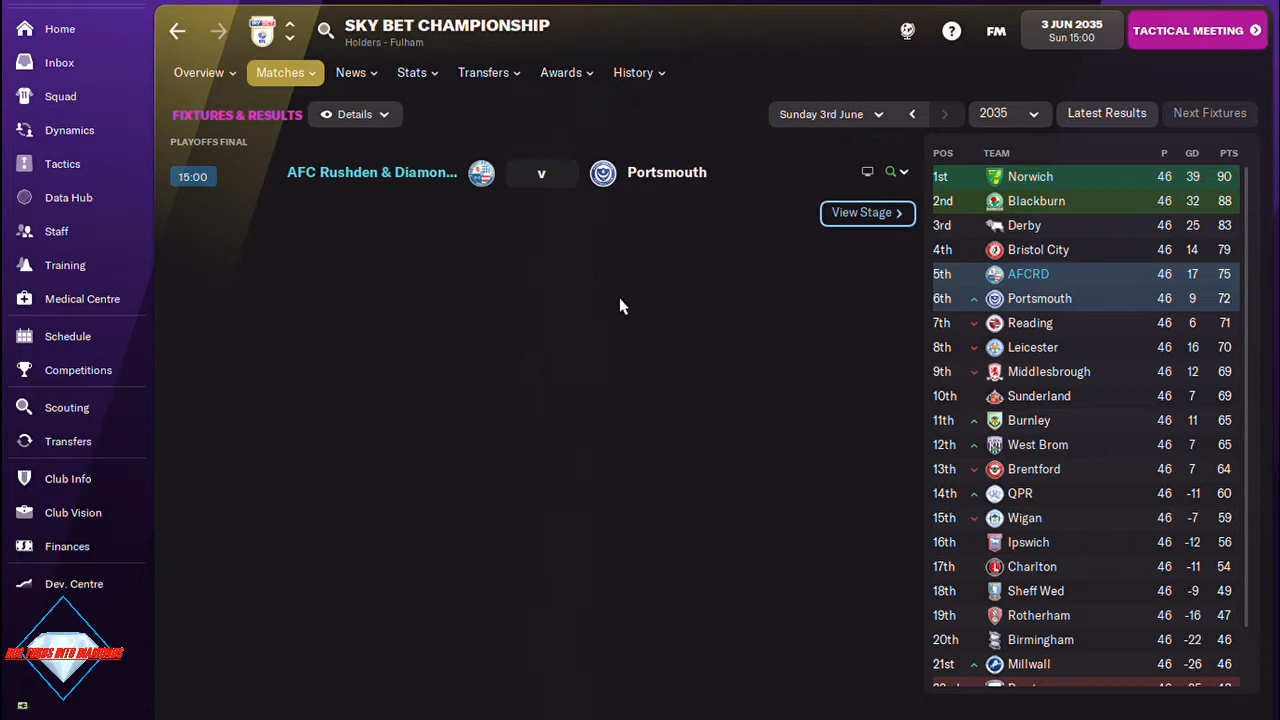 Home
Inbox
Squad
Dynamics
Tactics
Data Hub
Staff
Training
Medical Centre
Schedule
Competitions
Scouting
Transfers
Club Info
Club Vision
Finances
Dev. Centre
SKY BET CHAMPIONSHIP
Holders - Fulham
FM
3 JUN 2035
Sun 15:00
TACTICAL MEETING
Overview
Matches
News
Stats
Transfers
Awards
History
FIXTURES & RESULTS
Details
Sunday 3rd June
2035
Latest Results
Next Fixtures
PLAYOFFS FINAL
15:00 AFC Rushden & Diamon... v Portsmouth
View Stage
POS TEAM P GD PTS
1st Norwich 46 39 90
2nd Blackburn 46 32 88
3rd Derby 46 25 83
4th Bristol City 46 14 79
5th AFCRD 46 17 75
6th Portsmouth 46 9 72
7th Reading 46 6 71
8th Leicester 46 16 70
9th Middlesbrough 46 12 69
10th Sunderland 46 7 69
11th Burnley 46 11 65
12th West Brom 46 7 65
13th Brentford 46 7 64
14th QPR 46 -11 60
15th Wigan 46 -7 59
16th Ipswich 46 -12 56
17th Charlton 46 -11 54
18th Sheff Wed 46 -9 49
19th Rotherham 46 -16 47
20th Birmingham 46 -22 46
21st Millwall 46 -26 46